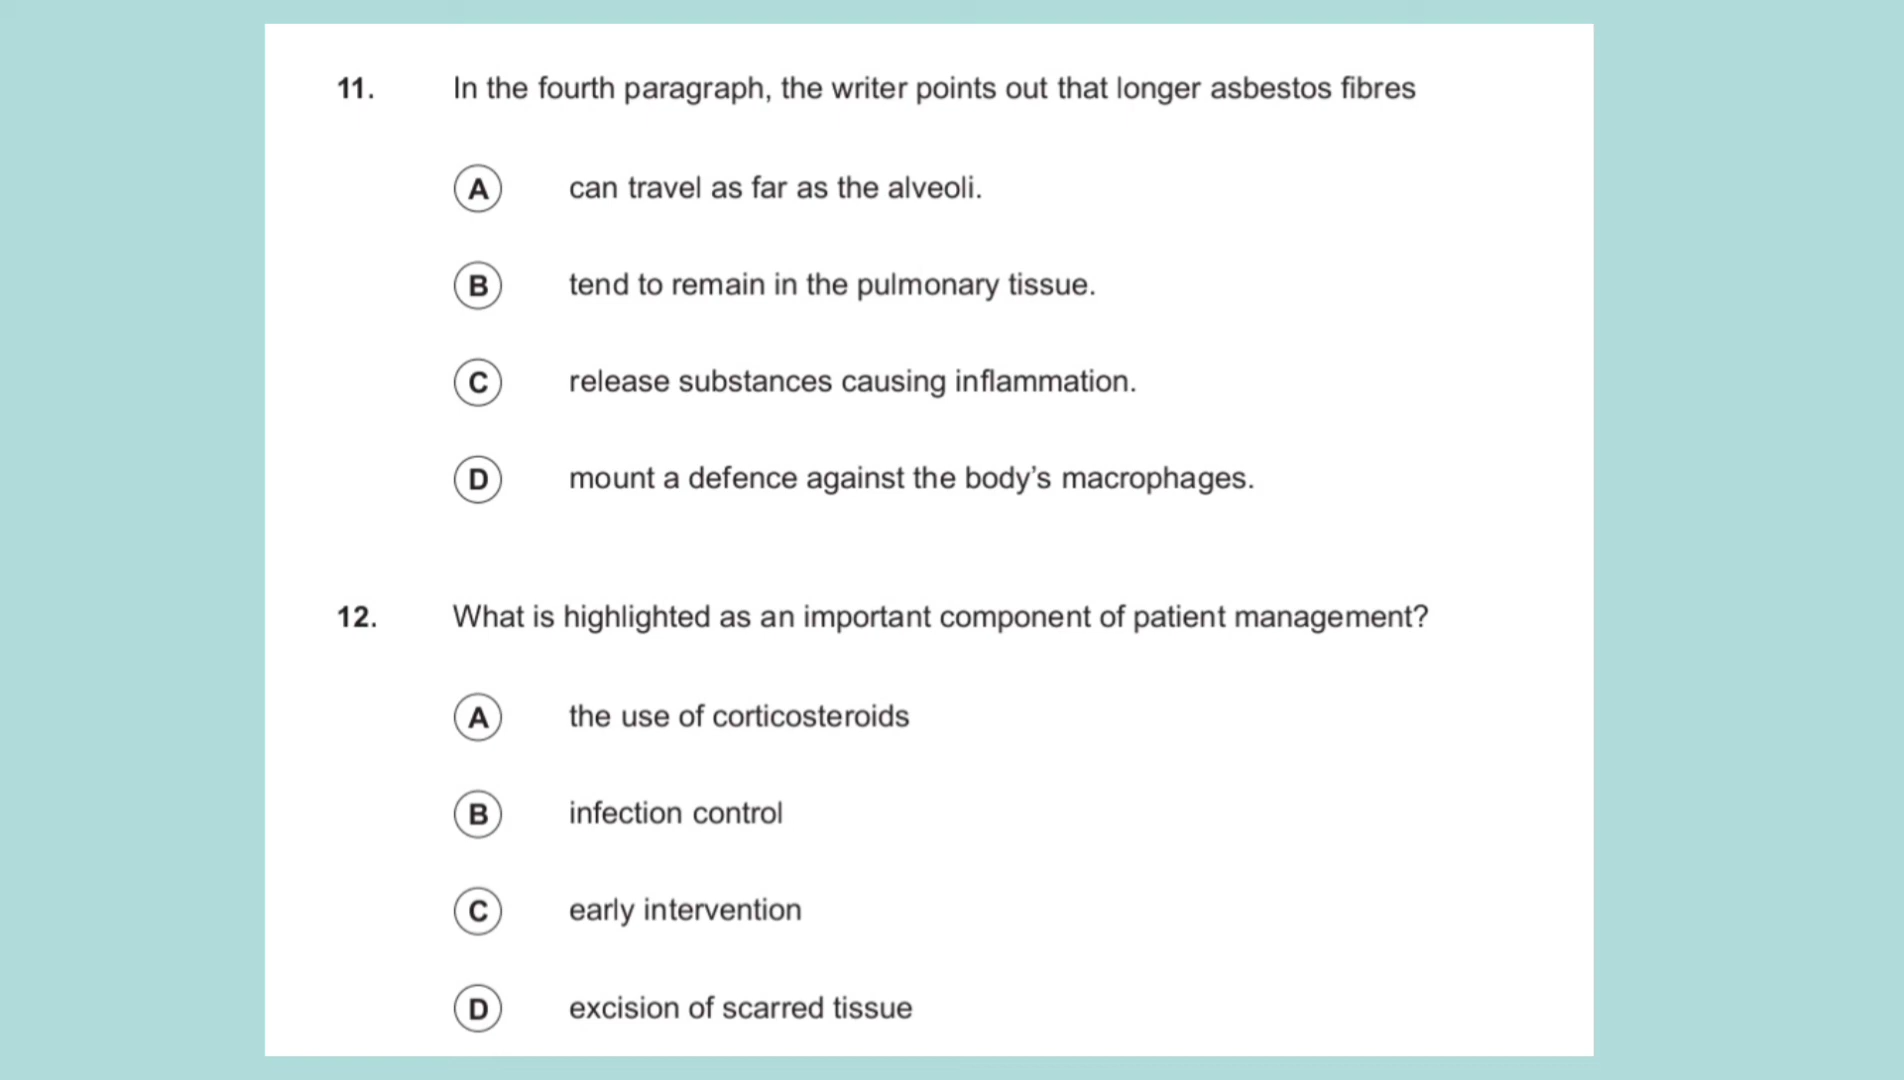 11. In the fourth paragraph, the writer points out that longer asbestos fibres
A can travel as far as the alveoli.
B tend to remain in the pulmonary tissue.
C release substances causing inflammation.
D mount a defence against the body’s macrophages.
12. What is highlighted as an important component of patient management?
A the use of corticosteroids
B infection control
C early intervention
D excision of scarred tissue